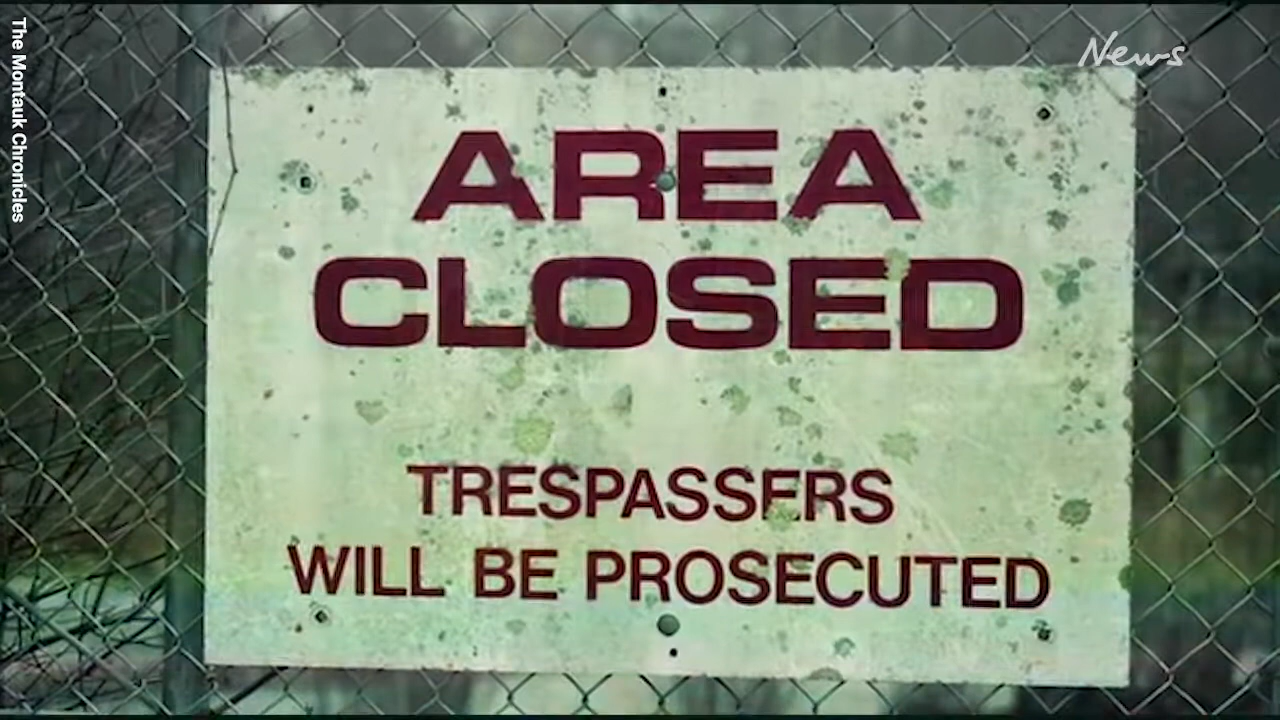 The Montauk Chronicles
News
AREA
CLOSED
TRESPASSERS
WILL BE PROSECUTED